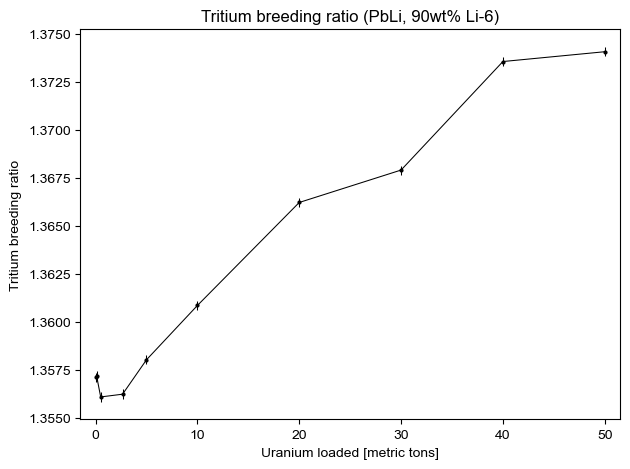 Tritium breeding ratio (PbLi, 90wt% Li-6)
1.3750
1.3725
1.3700
1.3675
1.3650
1.3625
1.3600
1.3575
1.3550
Tritium breeding ratio
0 10 20 30 40 50
Uranium loaded [metric tons]